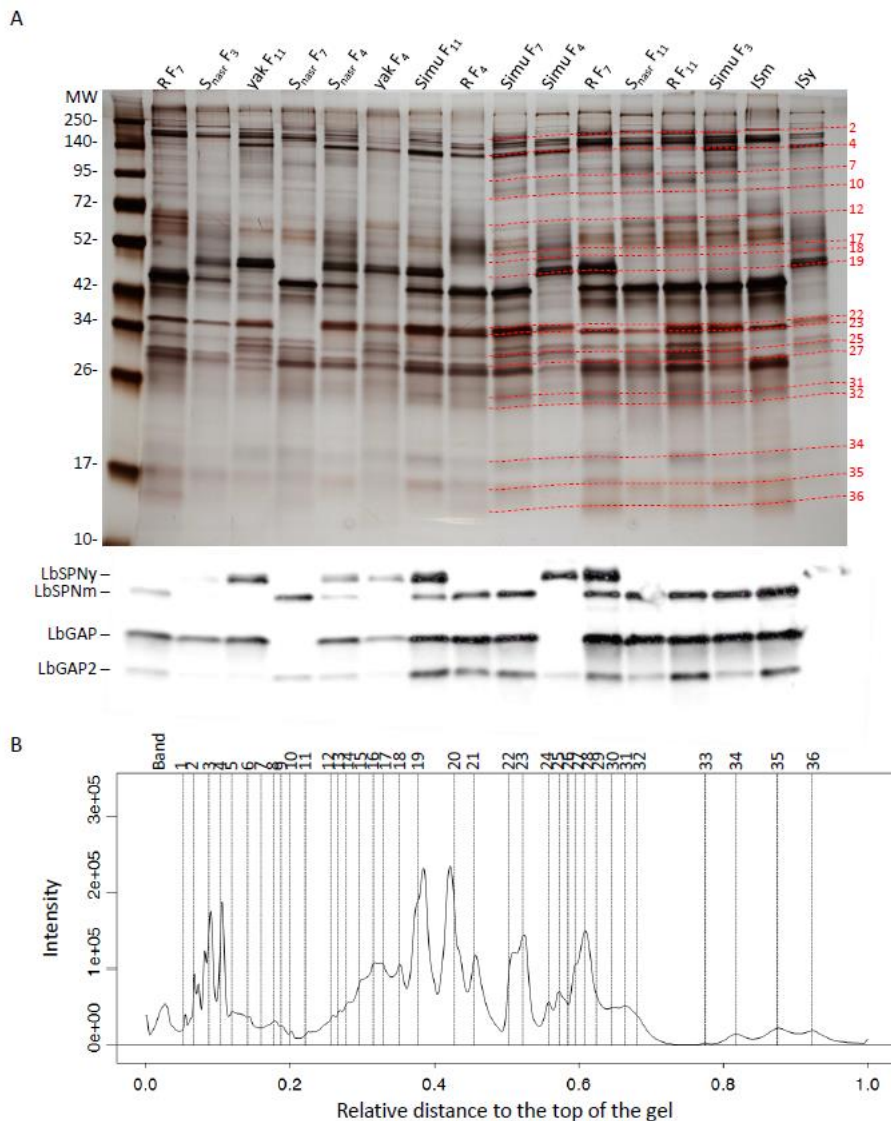 A
MW
R F7
Snasr F3
yak F11
Snasr F7
Snasr F4
yak F4
Simu F11
R F4
Simu F7
Simu F4
R F7
Snasr F11
R F11
Simu F3
ISm
ISy
250-
140-
95-
72-
52-
42-
34-
26-
17-
10-
2
4
7
10
12
17
18
19
22
23
25
27
31
32
34
35
36
LbSPNy –
LbSPNm –
LbGAP –
LbGAP2 –
B
Band 1 2 3 4 5 6 7 8 9 10 11 12 13 14 15 16 17 18 19 20 21 22 23 24 25 26 27 28 29 30 31 32 33 34 35 36
3e+05
2e+05
1e+05
0e+00
Intensity
0.0 0.2 0.4 0.6 0.8 1.0
Relative distance to the top of the gel